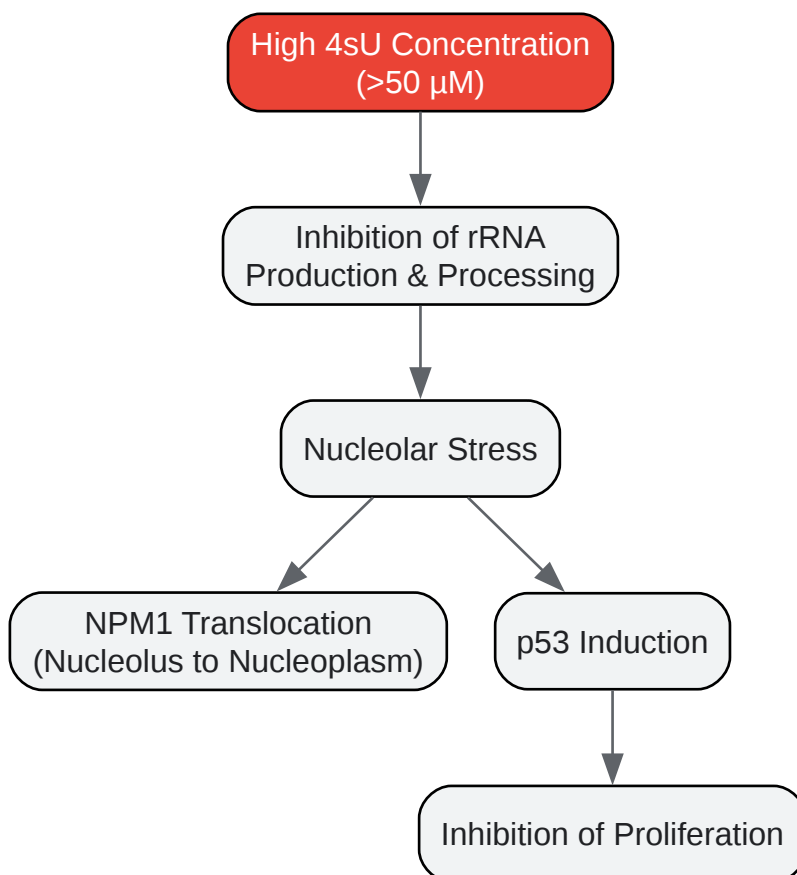 High 4sU Concentration
(>50 µM)
Inhibition of rRNA
Production & Processing
Nucleolar Stress
NPM1 Translocation
(Nucleolus to Nucleoplasm)
p53 Induction
Inhibition of Proliferation